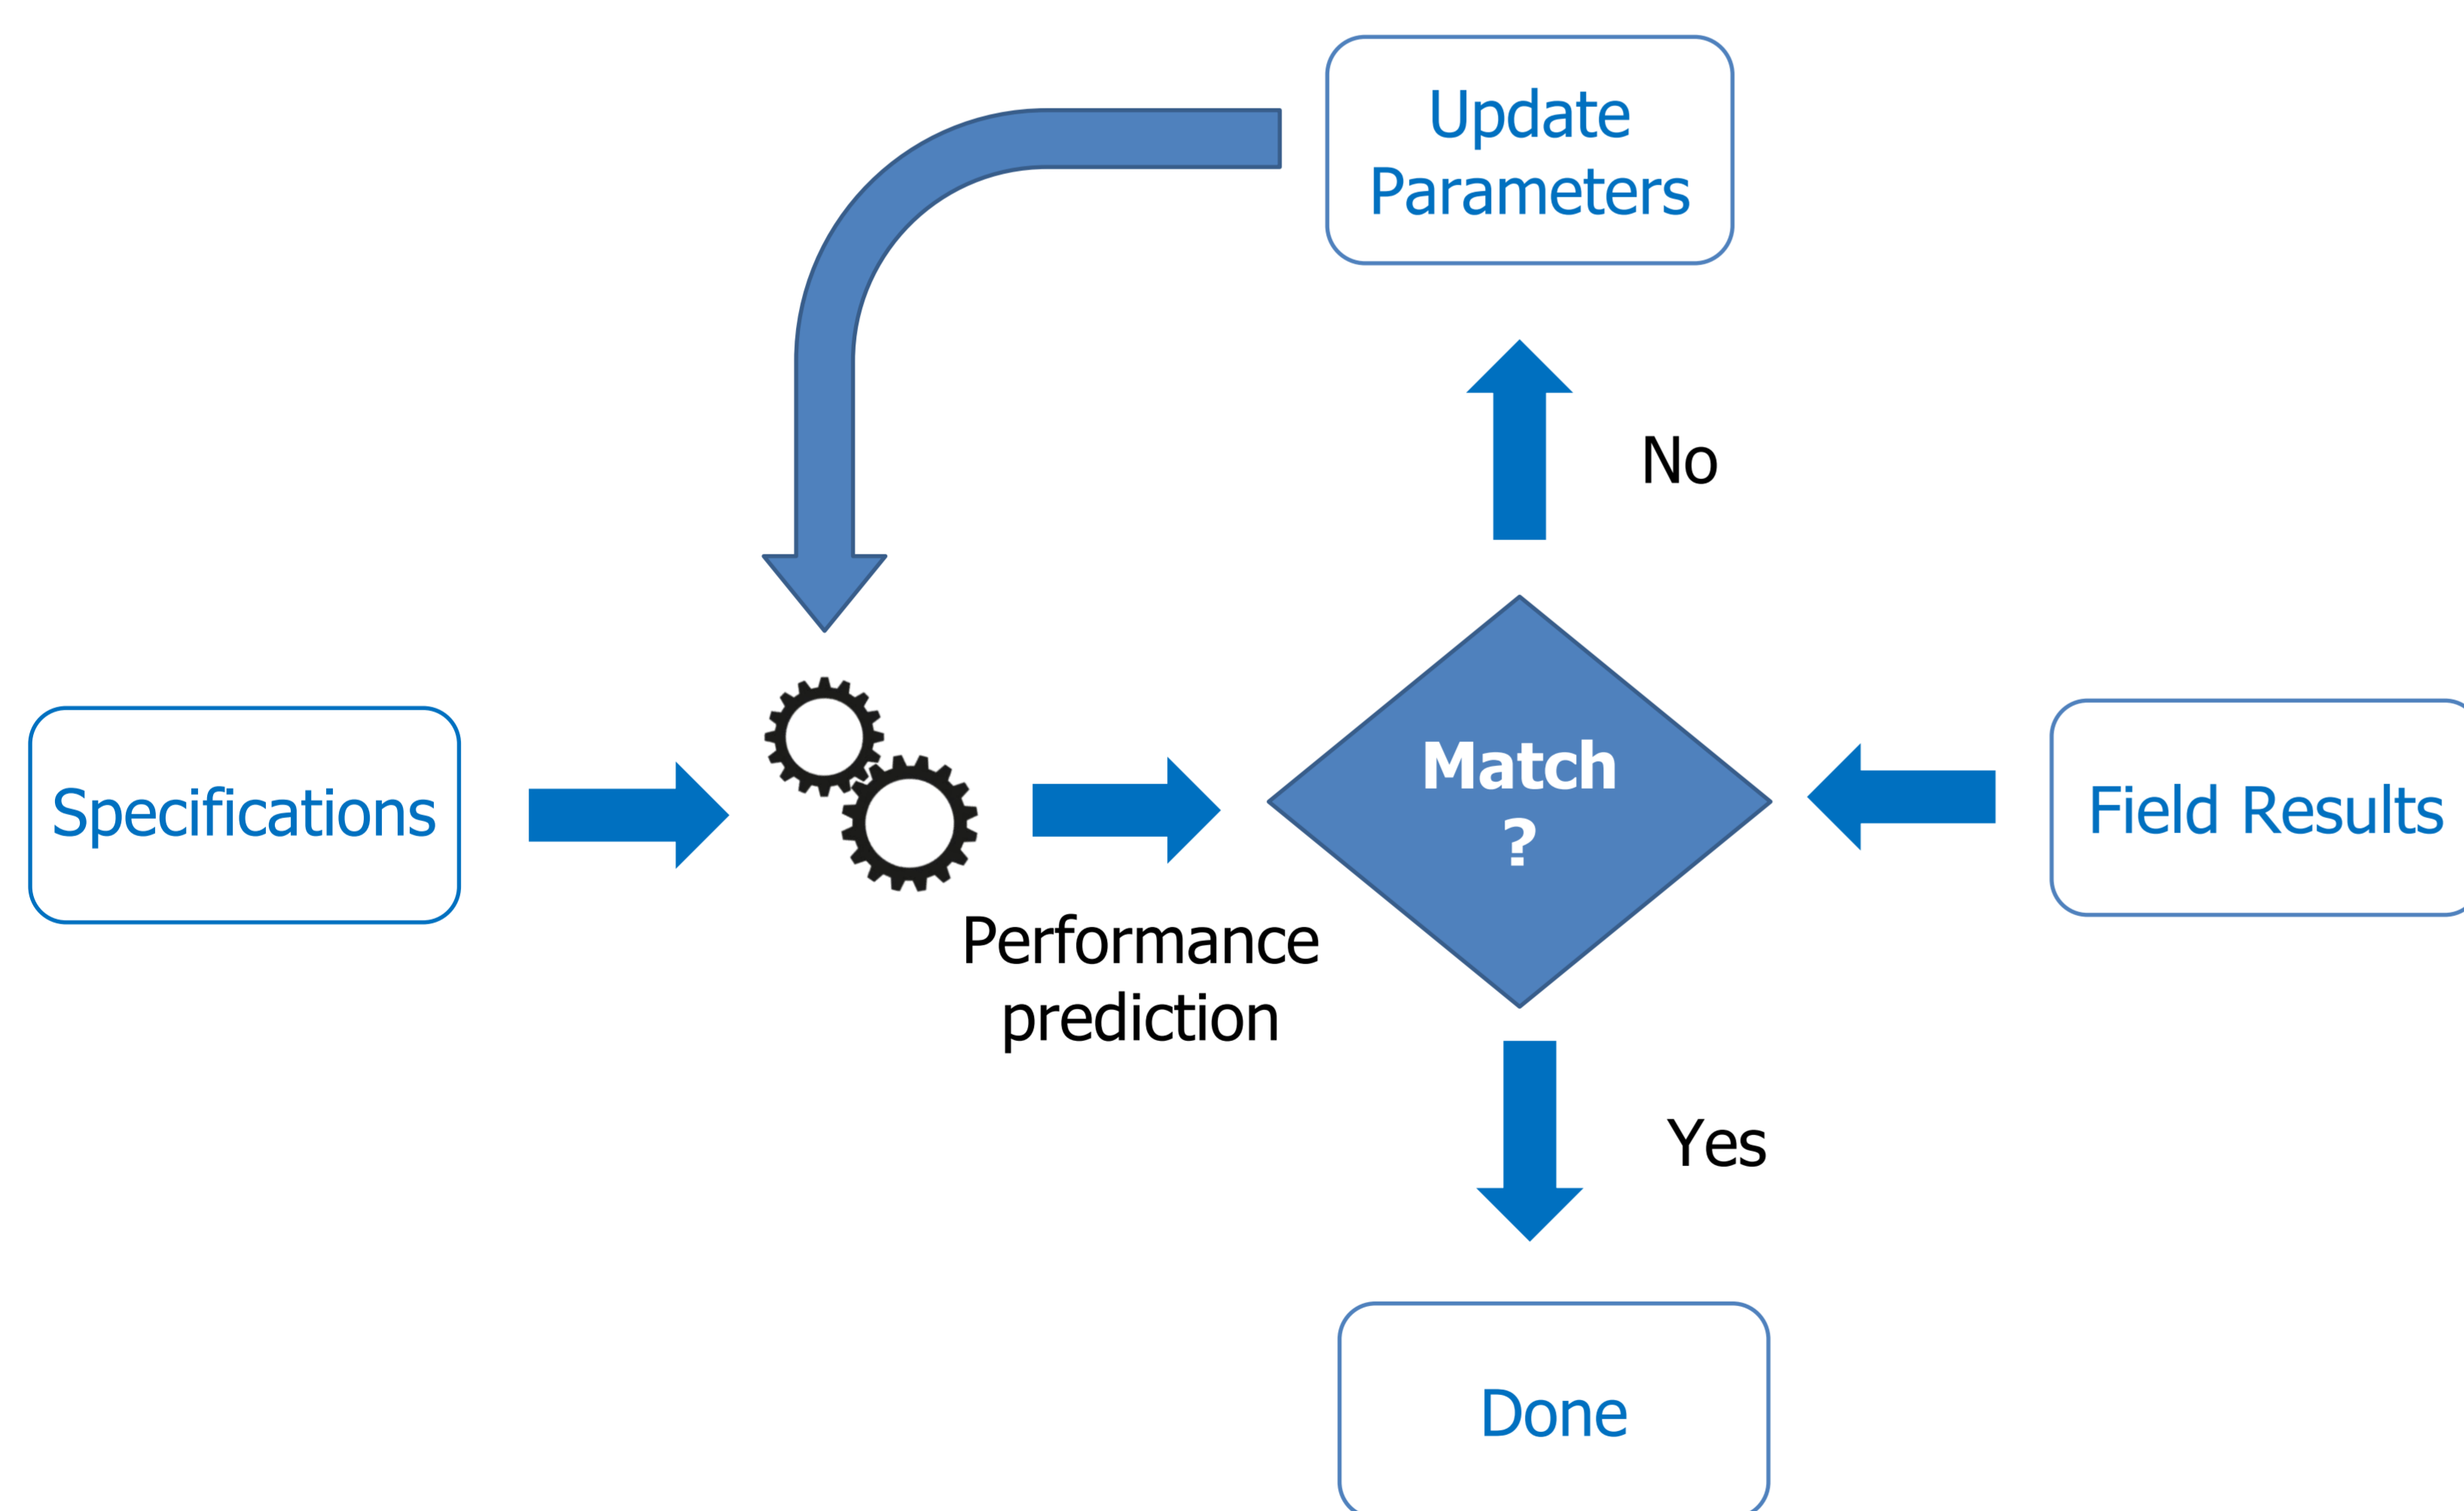 Update
Parameters
No
Specifications
Match
?
Field Results
Performance
prediction
Yes
Done